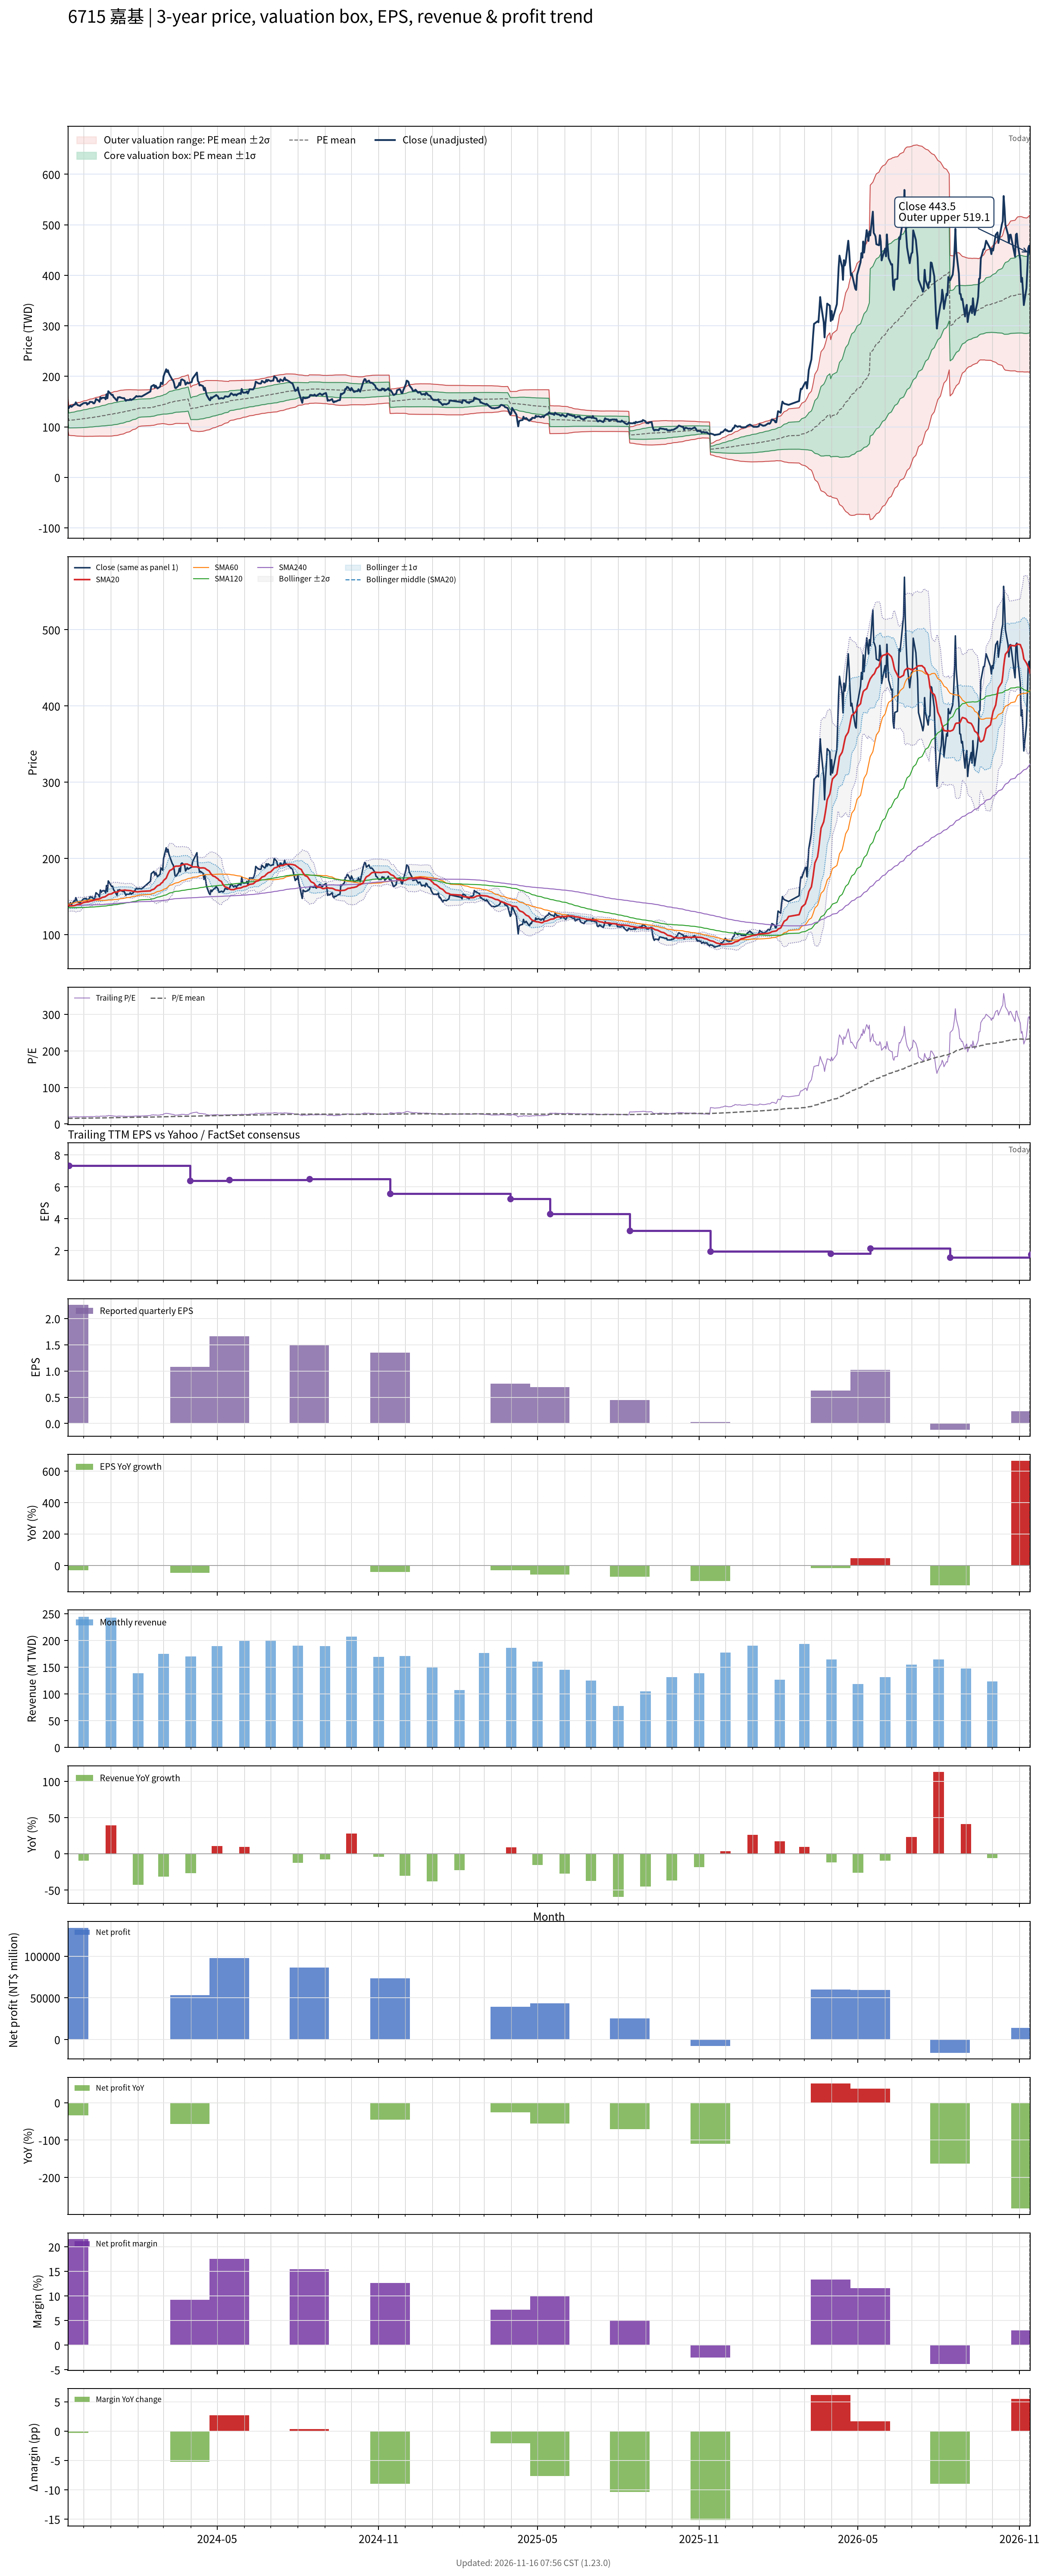 6715 嘉基 | 3-year price, valuation box, EPS, revenue & profit trend
Outer valuation range: PE mean ±2σ
PE mean
Close (unadjusted)
Core valuation box: PE mean ±1σ
Today
Close 443.5
Outer upper 519.1
Price (TWD)
600
500
400
300
200
100
0
-100
Close (same as panel 1)
SMA60
SMA240
Bollinger ±1σ
SMA20
SMA120
Bollinger ±2σ
Bollinger middle (SMA20)
Price
500
400
300
200
100
Trailing P/E
P/E mean
P/E
300
200
100
0
Trailing TTM EPS vs Yahoo / FactSet consensus
Today
EPS
8
6
4
2
Reported quarterly EPS
EPS
2.0
1.5
1.0
0.5
0.0
EPS YoY growth
YoY (%)
600
400
200
0
Monthly revenue
Revenue (M TWD)
250
200
150
100
50
0
Revenue YoY growth
YoY (%)
100
50
0
-50
Month
Net profit
Net profit (NT$ million)
100000
50000
0
Net profit YoY
YoY (%)
0
-100
-200
Net profit margin
Margin (%)
20
15
10
5
0
-5
Margin YoY change
Δ margin (pp)
5
0
-5
-10
-15
2024-05
2024-11
2025-05
2025-11
2026-05
2026-11
Updated: 2026-11-16 07:56 CST (1.23.0)